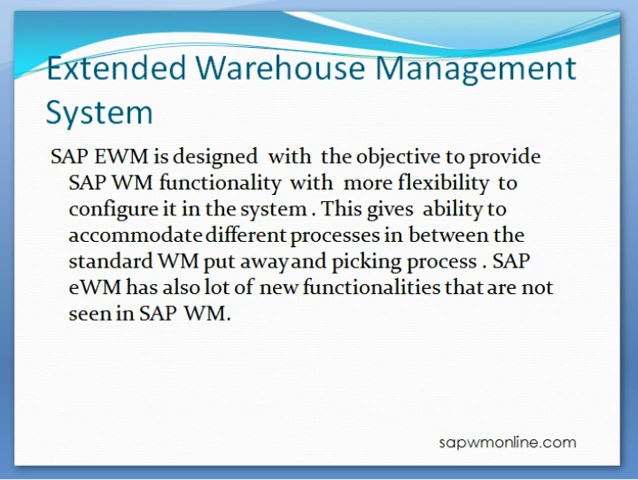 Extended Warehouse Management
System
SAP EWM is designed with the objective to provide
SAP WM functionality with more flexibility to
configure it in the system . This gives ability to
accommodate different processes in between the
standard WM put away and picking process . SAP
eWM has also lot of new functionalities that are not
seen in SAP WM.
sapwmonline.com